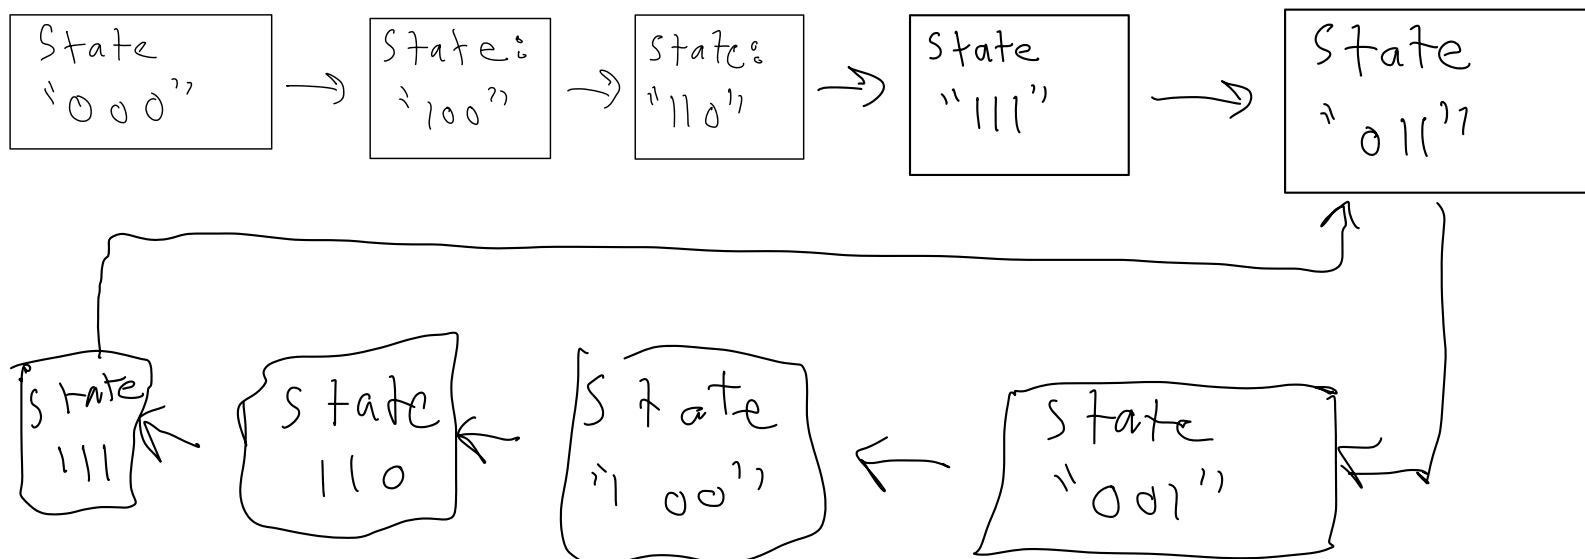 State
"000"
State:
"100"
State:
"110"
State
"111"
State
"011"
State
111
State
110
State
"100"
State
"001"